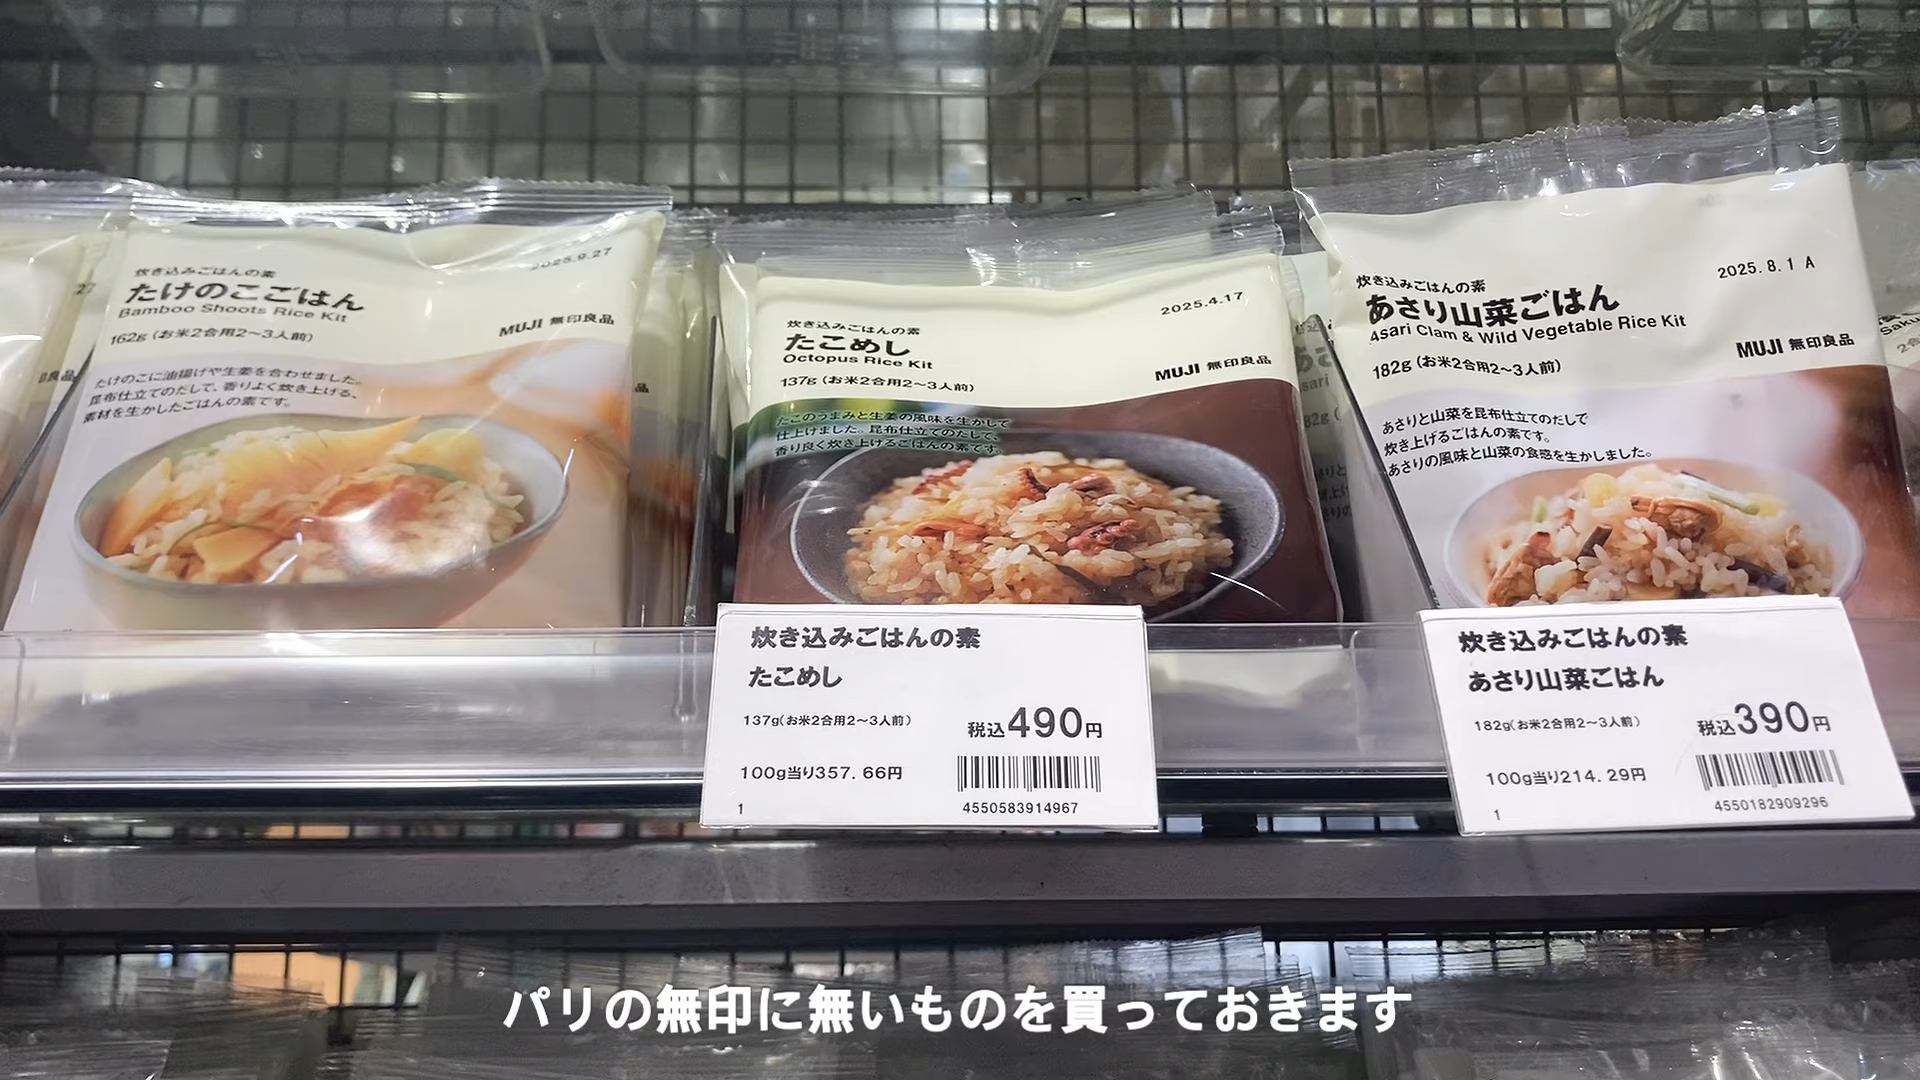 炊き込みごはんの素
たけのこごはん
Bamboo Shoots Rice Kit
162g (お米2合用2〜3人前)
2025.9.27
MUJI 無印良品
たけのこに油揚げや生姜を合わせました。
昆布仕立てのだしで、香りよく炊き上げる、
素材を生かしたごはんの素です。
炊き込みごはんの素
たこめし
Octopus Rice Kit
137g (お米2合用2〜3人前)
2025.4.17
MUJI 無印良品
たこのうまみと生姜の風味を生かして
仕上げました。昆布仕立てのだしで、
香り良く炊き上げるごはんの素です。
炊き込みごはんの素
あさり山菜ごはん
Asari Clam & Wild Vegetable Rice Kit
182g (お米2合用2〜3人前)
2025.8.1 A
MUJI 無印良品
あさりと山菜を昆布仕立てのだしで
炊き上げるごはんの素です。
あさりの風味と山菜の食感を生かしました。
炊き込みごはんの素
たこめし
137g(お米2合用2〜3人前)
税込490円
100g当り357.66円
1
4550583914967
炊き込みごはんの素
あさり山菜ごはん
182g(お米2合用2〜3人前)
税込390円
100g当り214.29円
1
4550182909296
パリの無印に無いものを買っておきます